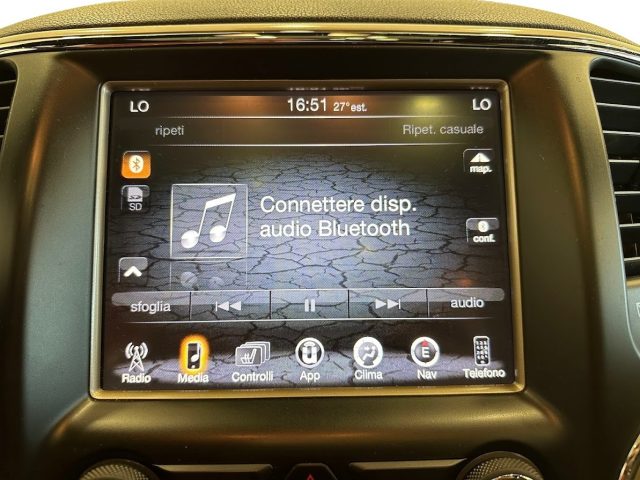 LO 16:51 27°est. LO
ripeti Ripet. casuale
map.
SD
Connettere disp.
audio Bluetooth
conf.
sfoglia audio
Radio Media Controlli App Clima Nav Telefono
E